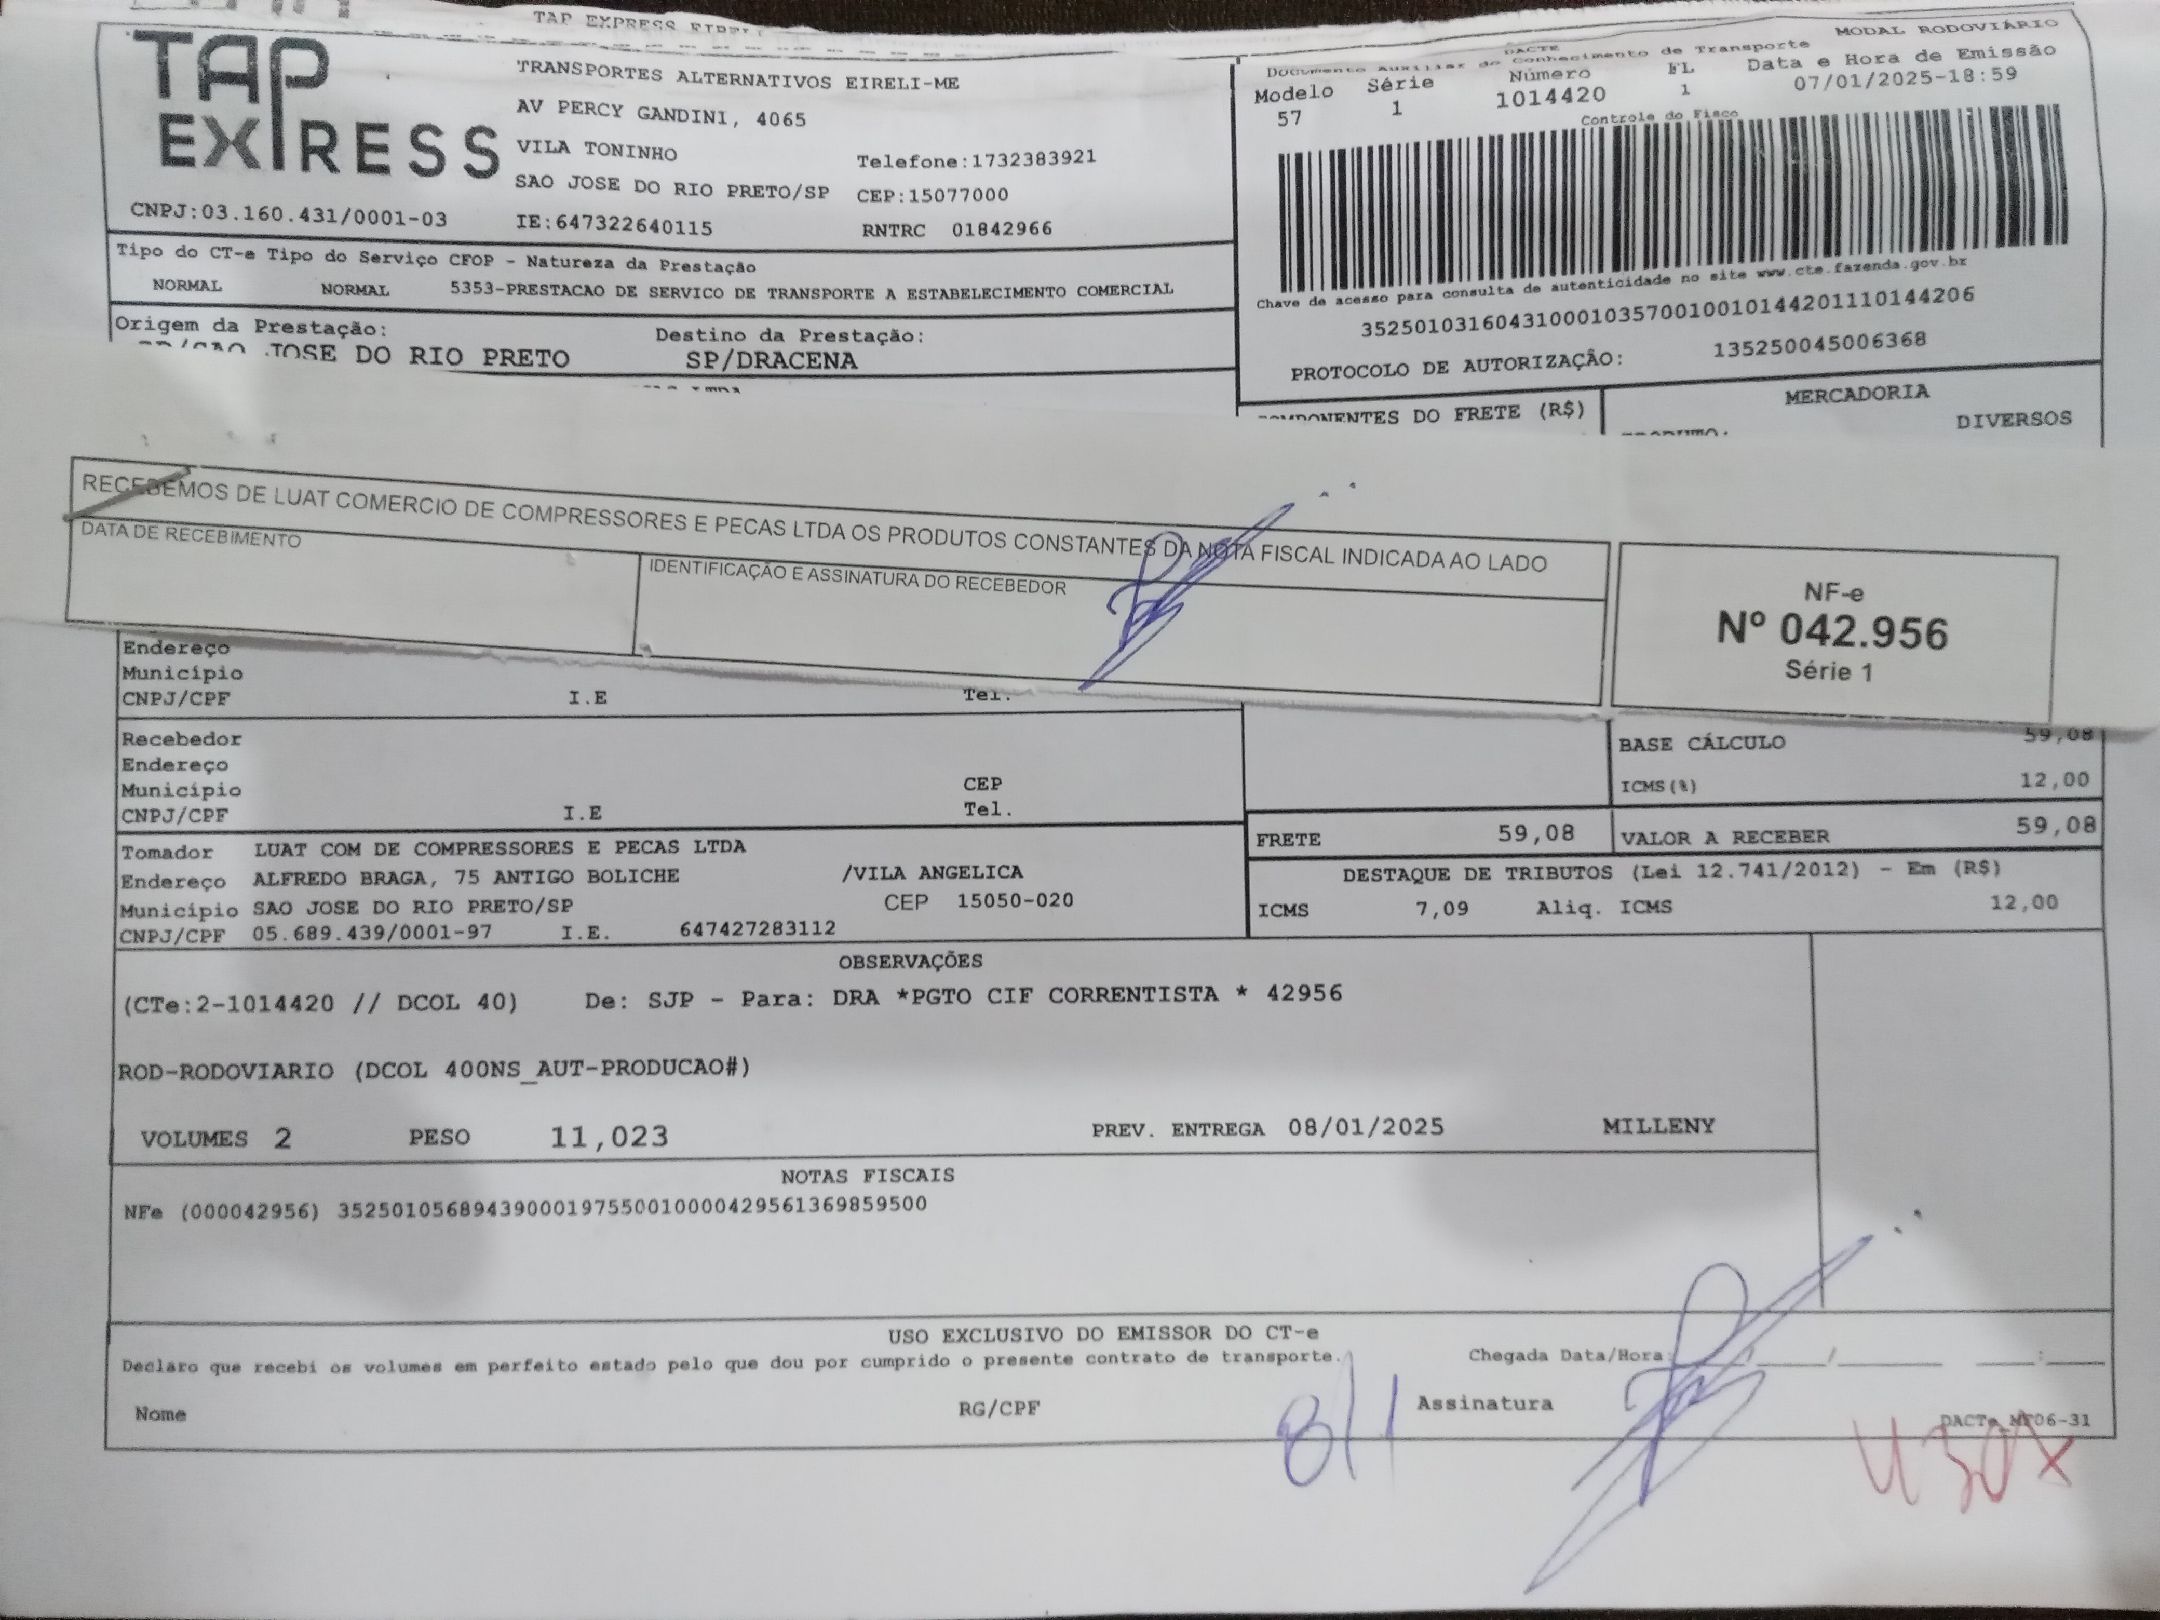 TAP EXPRESS EIRELI
TAP EXPRESS
TRANSPORTES ALTERNATIVOS EIRELI-ME
AV PERCY GANDINI, 4065
VILA TONINHO
Telefone:1732383921
SAO JOSE DO RIO PRETO/SP CEP:15077000
CNPJ:03.160.431/0001-03 IE:647322640115 RNTRC 01842966
MODAL RODOVIÁRIO
DACTE
Documento Auxiliar do Conhecimento de Transporte
Modelo Série Número FL Data e Hora de Emissão
57 1 1014420 1 07/01/2025-18:59
Controle do Fisco
Chave de acesso para consulta de autenticidade no site www.cte.fazenda.gov.br
35250103160431000103570010010144201110144206
PROTOCOLO DE AUTORIZAÇÃO: 135250045006368
Tipo do CT-e Tipo do Serviço CFOP - Natureza da Prestação
NORMAL NORMAL 5353-PRESTACAO DE SERVICO DE TRANSPORTE A ESTABELECIMENTO COMERCIAL
Origem da Prestação: Destino da Prestação:
SP/SAO JOSE DO RIO PRETO SP/DRACENA
COMPONENTES DO FRETE (R$) MERCADORIA
PRODUTO: DIVERSOS
RECEBEMOS DE LUAT COMERCIO DE COMPRESSORES E PECAS LTDA OS PRODUTOS CONSTANTES DA NOTA FISCAL INDICADA AO LADO
DATA DE RECEBIMENTO
IDENTIFICAÇÃO E ASSINATURA DO RECEBEDOR
NF-e
Nº 042.956
Série 1
Endereço
Município
CNPJ/CPF I.E Tel.
Recebedor
Endereço
Município CEP
CNPJ/CPF I.E Tel.
BASE CÁLCULO 59,08
ICMS(%) 12,00
FRETE 59,08 VALOR A RECEBER 59,08
Tomador LUAT COM DE COMPRESSORES E PECAS LTDA
Endereço ALFREDO BRAGA, 75 ANTIGO BOLICHE /VILA ANGELICA
Município SAO JOSE DO RIO PRETO/SP CEP 15050-020
CNPJ/CPF 05.689.439/0001-97 I.E. 647427283112
DESTAQUE DE TRIBUTOS (Lei 12.741/2012) - Em (R$)
ICMS 7,09 Aliq. ICMS 12,00
OBSERVAÇÕES
(CTe:2-1014420 // DCOL 40) De: SJP - Para: DRA *PGTO CIF CORRENTISTA * 42956
ROD-RODOVIARIO (DCOL 400NS_AUT-PRODUCAO#)
VOLUMES 2 PESO 11,023 PREV. ENTREGA 08/01/2025 MILLENY
NOTAS FISCAIS
NFe (000042956) 35250105689439000197550010000429561369859500
USO EXCLUSIVO DO EMISSOR DO CT-e
Declaro que recebi os volumes em perfeito estado pelo que dou por cumprido o presente contrato de transporte.
Chegada Data/Hora: / / :
Nome RG/CPF 8/1 Assinatura